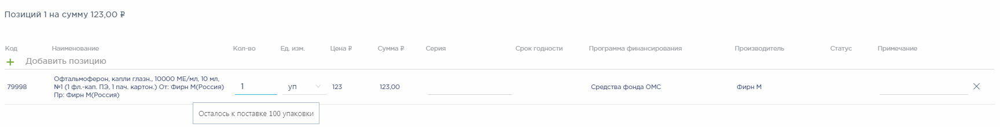 Позиций 1 на сумму 123,00 ₽
Код Наименование Кол-во Ед. изм. Цена ₽ Сумма ₽ Серия Срок годности Программа финансирования Производитель Статус Примечание
+ Добавить позицию
79998 Офтальмоферон, капли глазн., 10000 МЕ/мл, 10 мл, №1 (1 фл.-кап. ПЭ, 1 пач. картон.) От: Фирн М(Россия) Пр: Фирн М(Россия) 1 уп 123 123,00 Средства фонда ОМС Фирн М
Осталось к поставке 100 упаковки